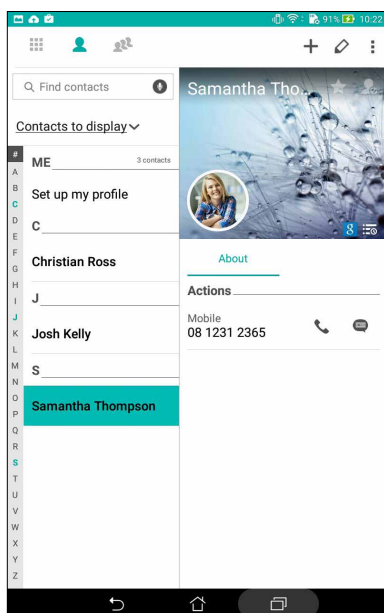 91% 10:22
Find contacts
Contacts to display
Samantha Tho...
#
A
B
C
D
E
F
G
H
I
J
K
L
M
N
O
P
Q
R
S
T
U
V
W
X
Y
Z
ME 3 contacts
Set up my profile
C
Christian Ross
J
Josh Kelly
S
Samantha Thompson
8
About
Actions
Mobile
08 1231 2365